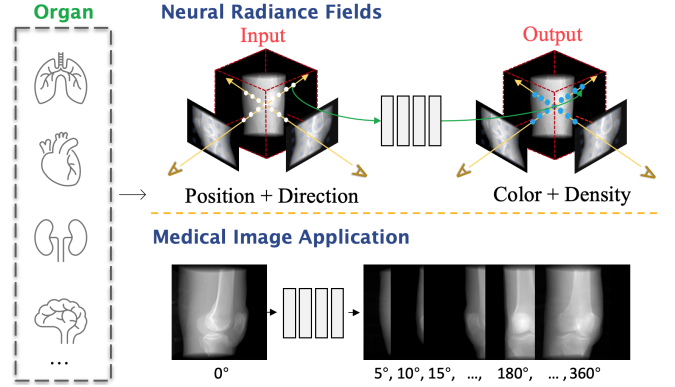 Organ
...
Neural Radiance Fields
Input
Output
Position + Direction
Color + Density
Medical Image Application
0°
5°, 10°, 15°, ..., 180°, ... , 360°